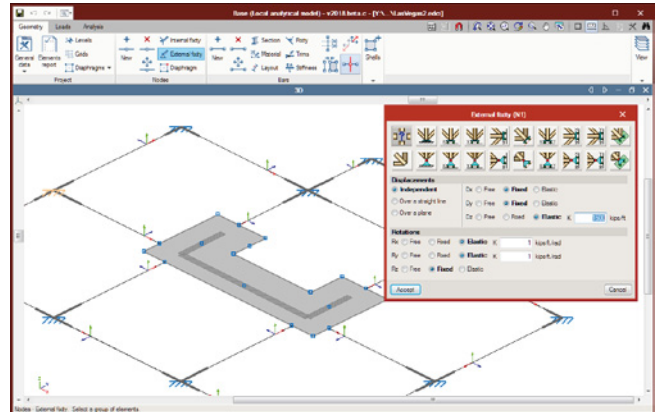 Base (Local analytical model) - v2018.beta.c - [Y:\...\LasVegas2.edxi]
Geometry Loads Analysis
General data
Elements report
Levels
Grids
Diaphragms
Project
New
Internal fixity
External fixity
Diaphragm
Nodes
New
Section
Material
Layout
Ficty
Trims
Stiffness
Bars
Shells
View
3D
External fixity (N1)
Displacements
Independent
Over a straight line
Over a plane
Dx Free Fixed Elastic
Dy Free Fixed Elastic
Dz Free Fixed Elastic K kips/ft
Rotations
Rx Free Fixed Elastic K 1 kips·ft/rad
Ry Free Fixed Elastic K 1 kips·ft/rad
Rz Free Fixed Elastic
Accept
Cancel
Nodes External fixity Select a group of elements.